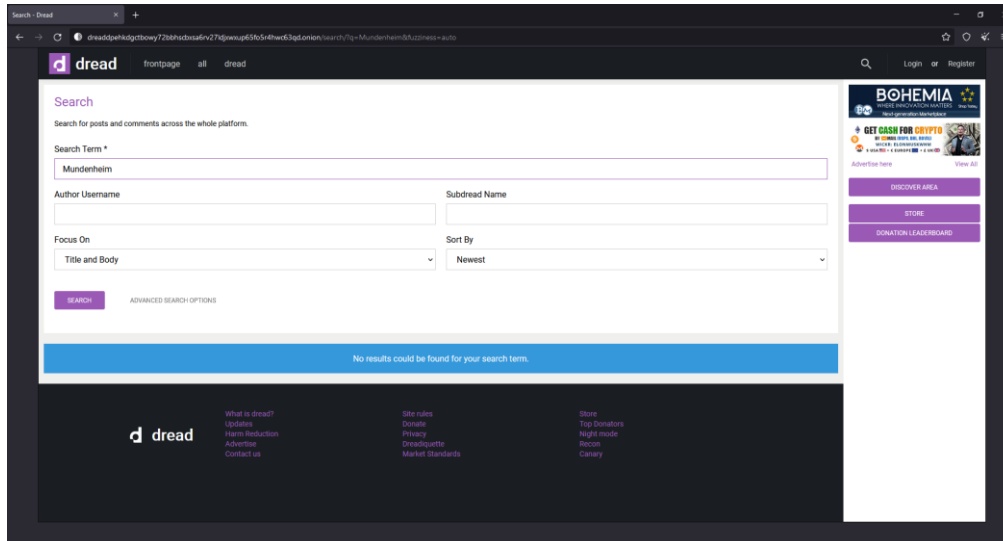 Search - Dread
dreaddpehkdgctbowy72bbhscbxsa6rv27ldjxwxup65fo5r4hwc63qd.onion/search/?q=Mundenheim&fuzziness=auto
d dread
frontpage
all
dread
Login or Register
Search
Search for posts and comments across the whole platform.
Search Term *
Mundenheim
Author Username
Subdread Name
Focus On
Sort By
Title and Body
Newest
SEARCH
ADVANCED SEARCH OPTIONS
No results could be found for your search term.
BOHEMIA
WHERE INNOVATION MATTERS
Next-generation Marketplace
GET CASH FOR CRYPTO
Advertise here
View All
DISCOVER AREA
STORE
DONATION LEADERBOARD
d dread
What is dread?
Updates
Harm Reduction
Advertise
Contact us
Site rules
Donate
Privacy
Dreadiquette
Market Standards
Store
Top Donators
Night mode
Recon
Canary